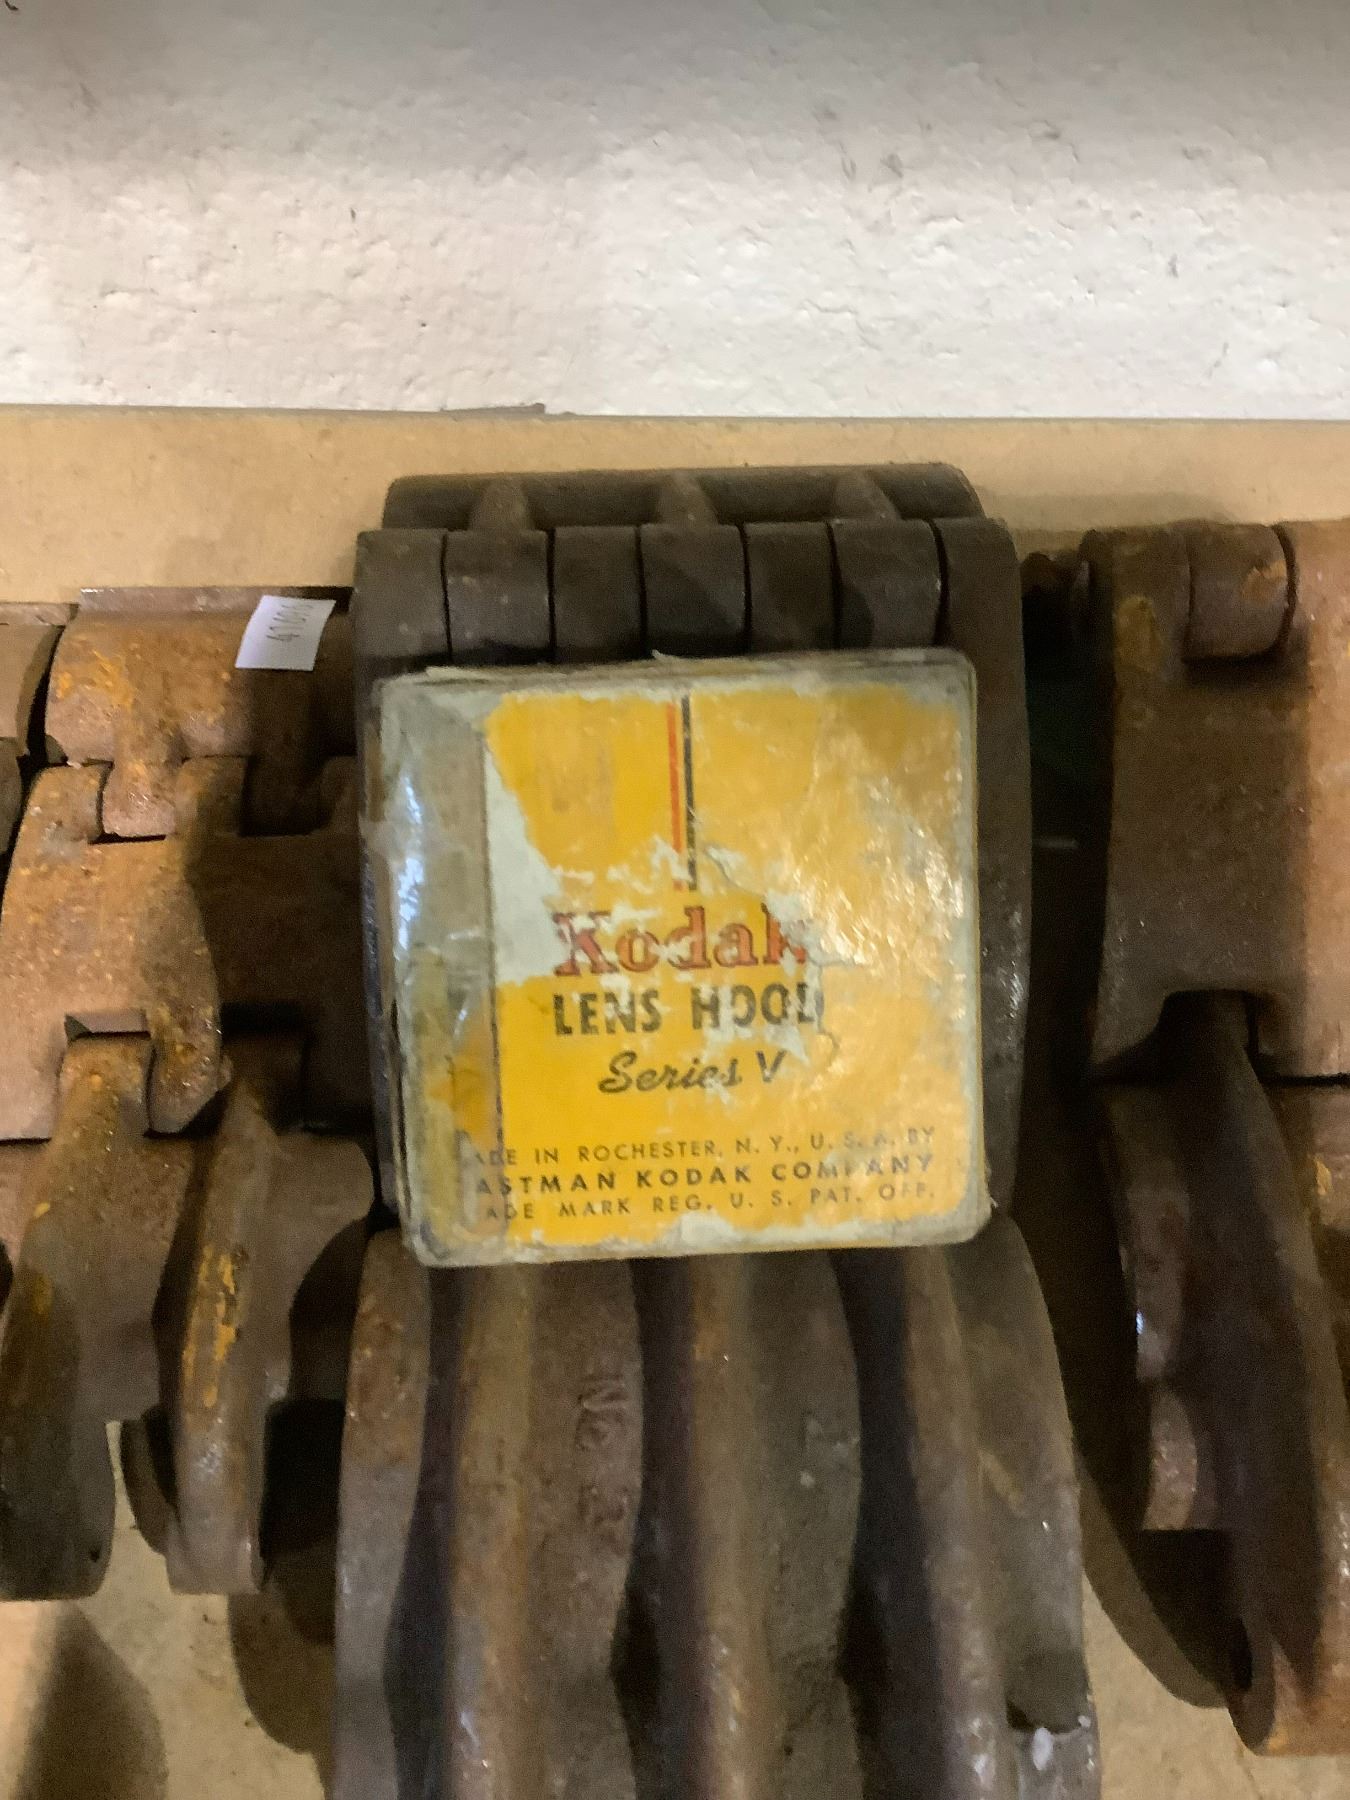 Kodak
LENS HOOD
Series V
ADE IN ROCHESTER, N. Y., U. S. A. BY
ASTMAN KODAK COMPANY
ADE MARK REG. U. S. PAT. OFF.